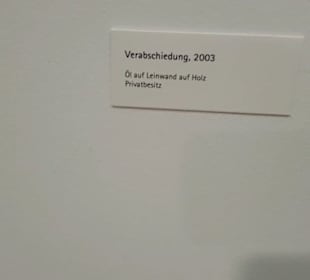 Verabschiedung, 2003
Öl auf Leinwand auf Holz
Privatbesitz